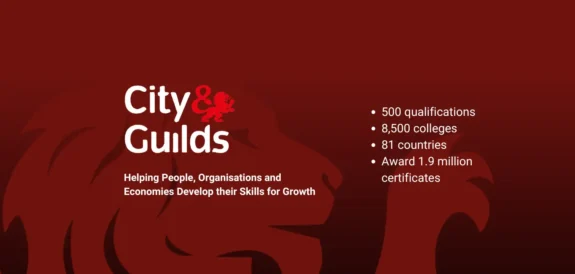 City&
Guilds
Helping People, Organisations and
Economies Develop their Skills for Growth
• 500 qualifications
• 8,500 colleges
• 81 countries
• Award 1.9 million
certificates